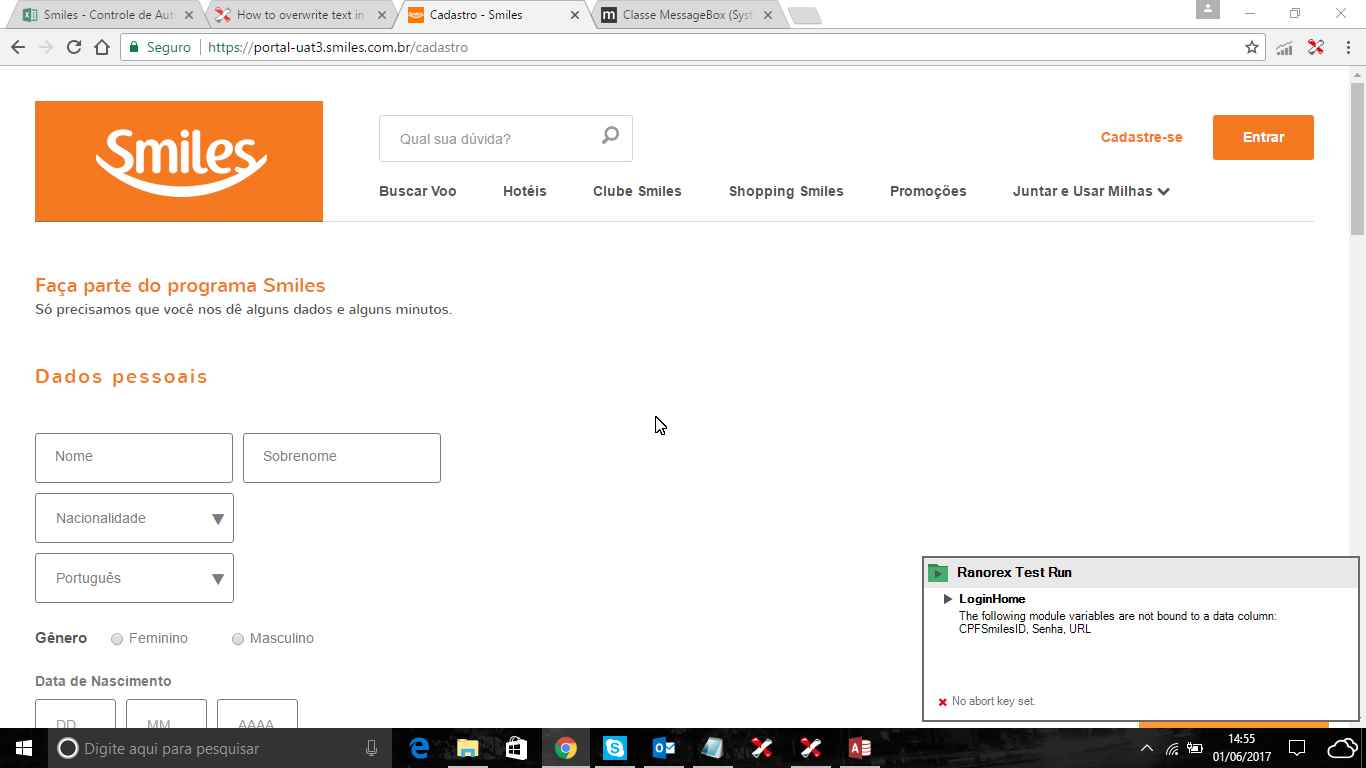 Smiles - Controle de Aut
How to overwrite text in
Cadastro - Smiles
Classe MessageBox (Syst
Seguro
https://portal-uat3.smiles.com.br/cadastro
Smiles
Qual sua dúvida?
Cadastre-se
Entrar
Buscar Voo
Hotéis
Clube Smiles
Shopping Smiles
Promoções
Juntar e Usar Milhas
Faça parte do programa Smiles
Só precisamos que você nos dê alguns dados e alguns minutos.
Dados pessoais
Nome
Sobrenome
Nacionalidade
Português
Gênero
Feminino
Masculino
Data de Nascimento
DD
MM
AAAA
Ranorex Test Run
LoginHome
The following module variables are not bound to a data column:
CPFSmilesID, Senha, URL
No abort key set.
Digite aqui para pesquisar
14:55
01/06/2017